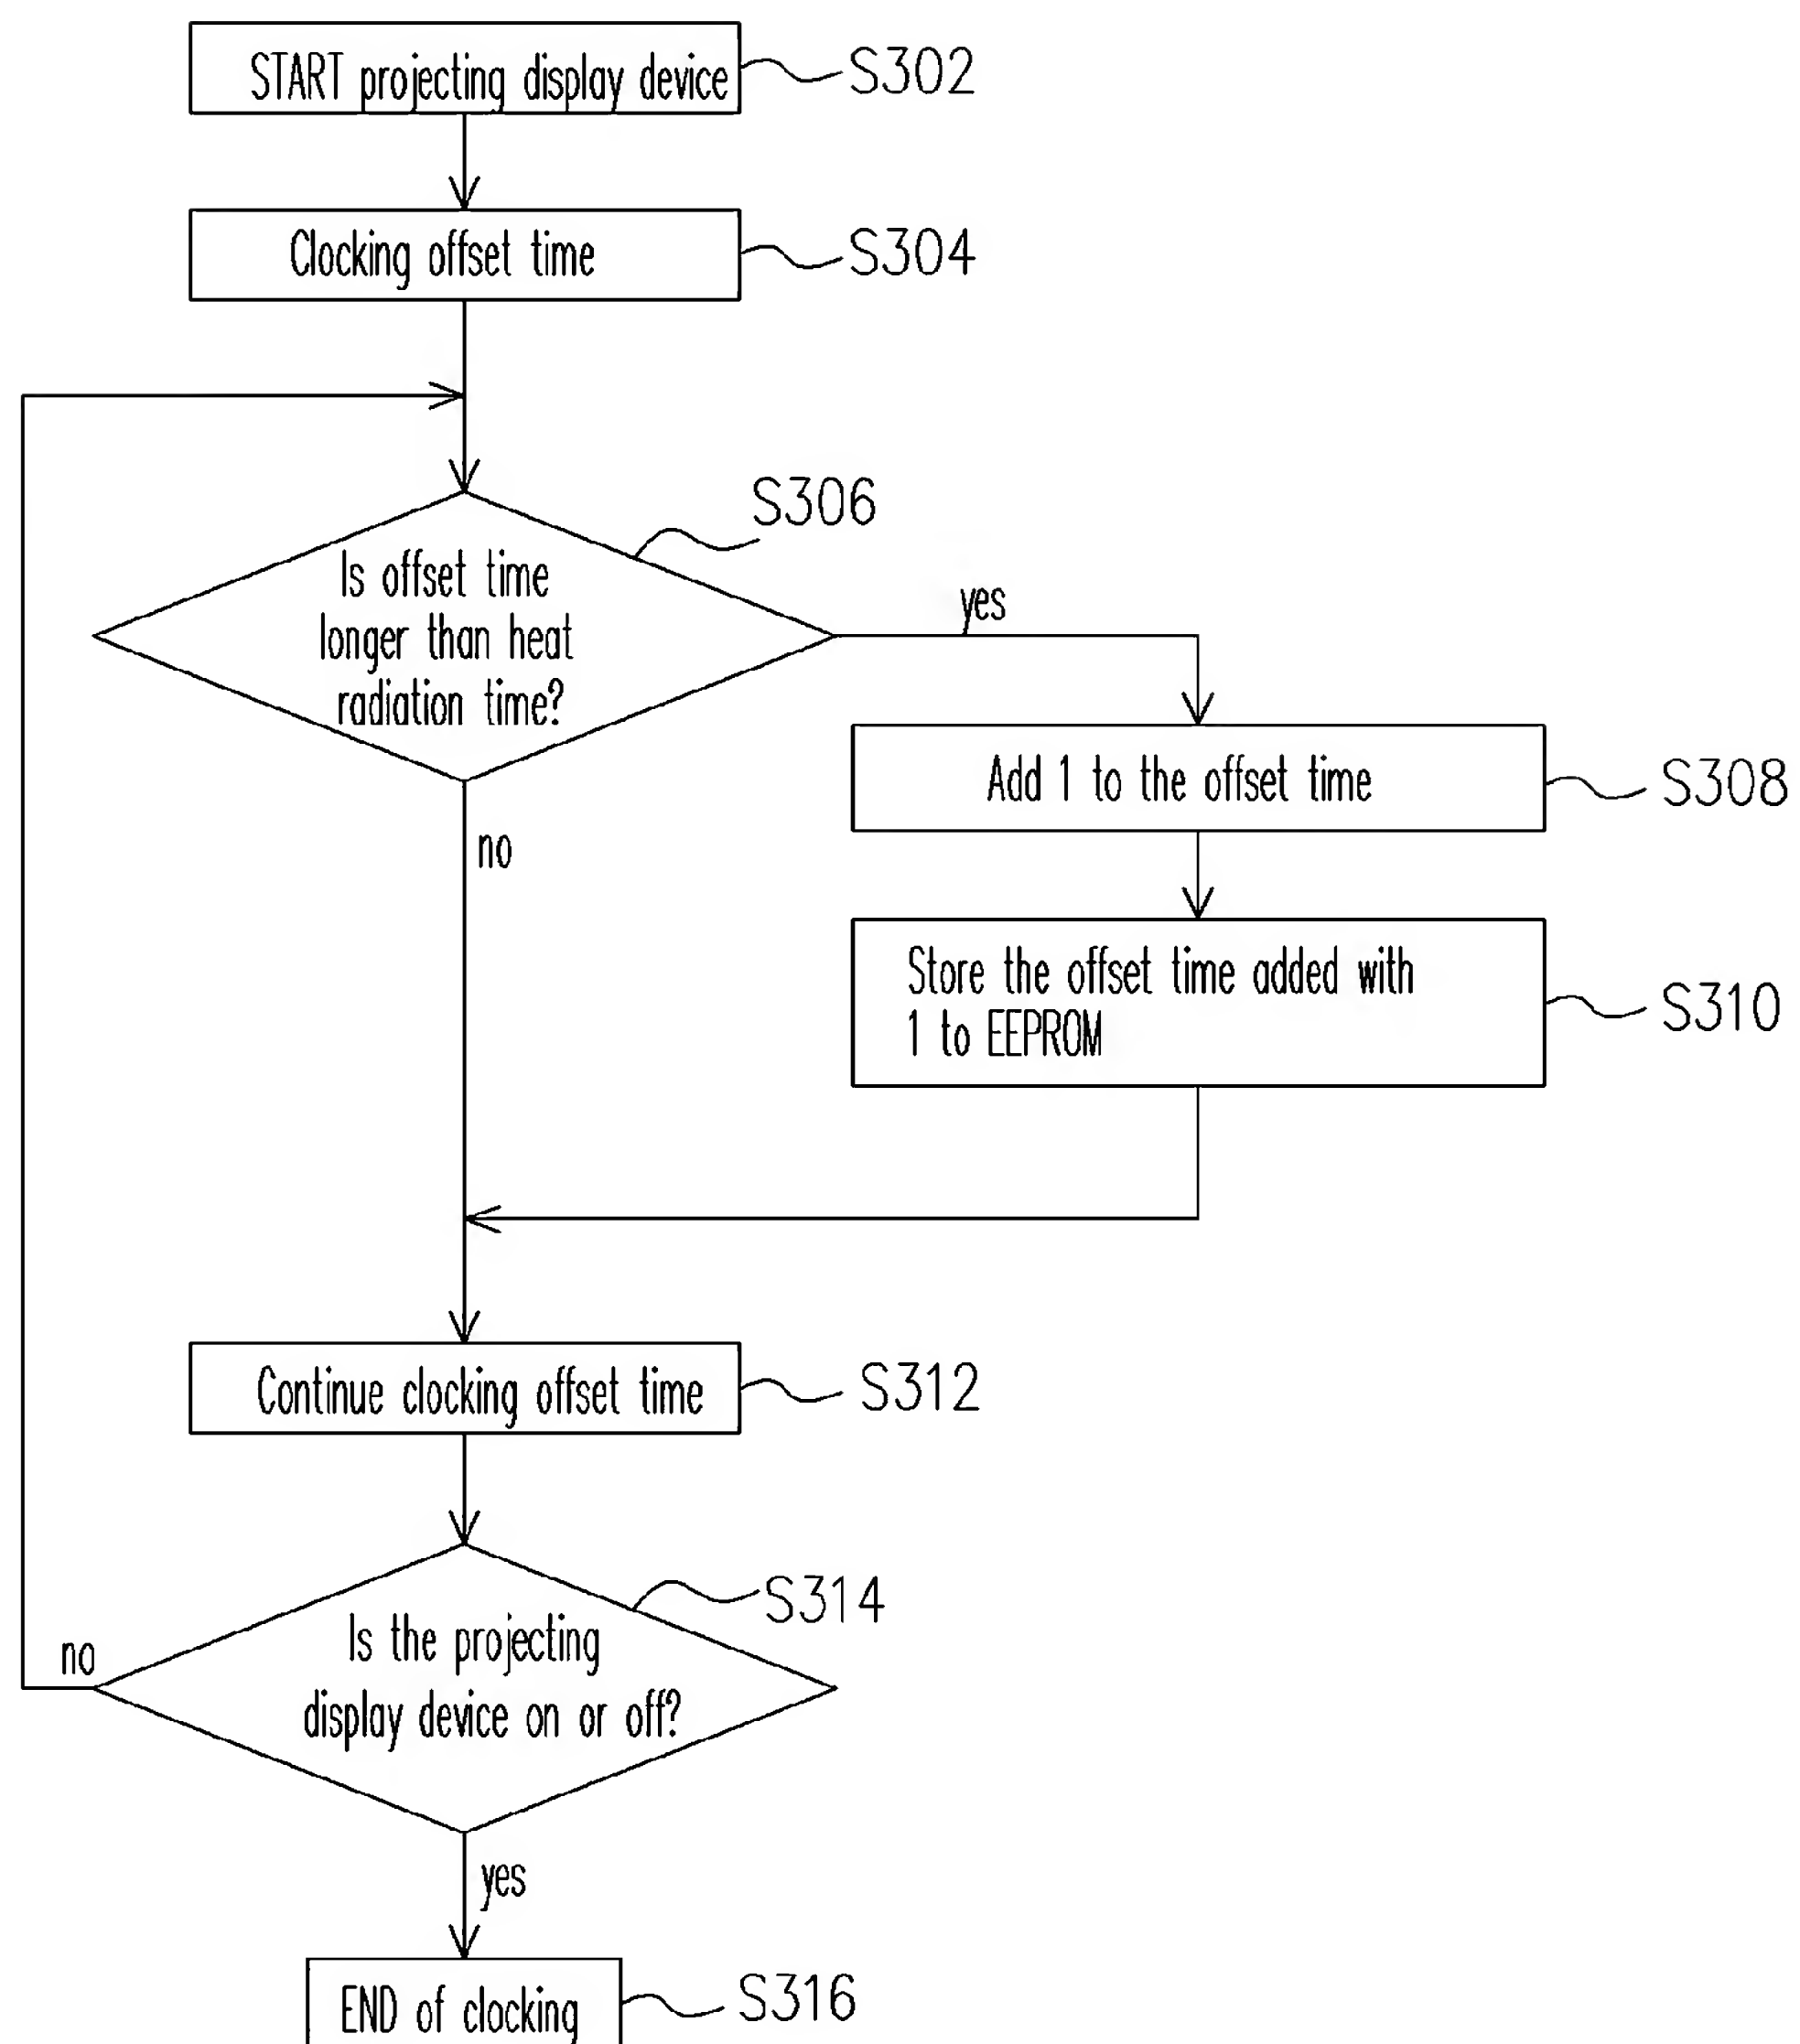 START projecting display device
S302
Clocking offset time
S304
S306
Is offset time
longer than heat
radiation time?
yes
no
Add 1 to the offset time
S308
Store the offset time added with
1 to EEPROM
S310
Continue clocking offset time
S312
S314
Is the projecting
display device on or off?
no
yes
END of clocking
S316